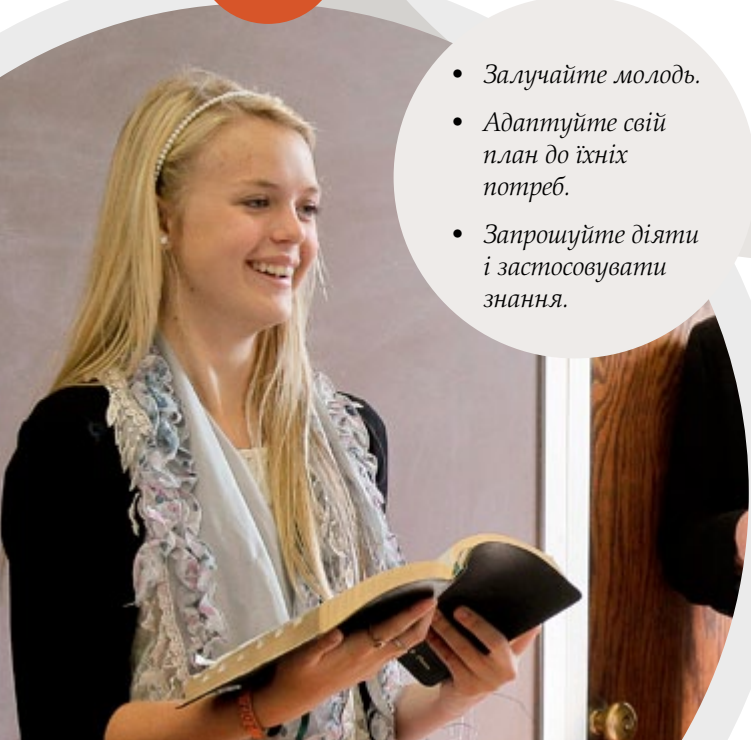 • Залучайте молодь.
• Адаптуйте свій
план до їхніх
потреб.
• Запрошуйте діяти
і застосовувати
знання.